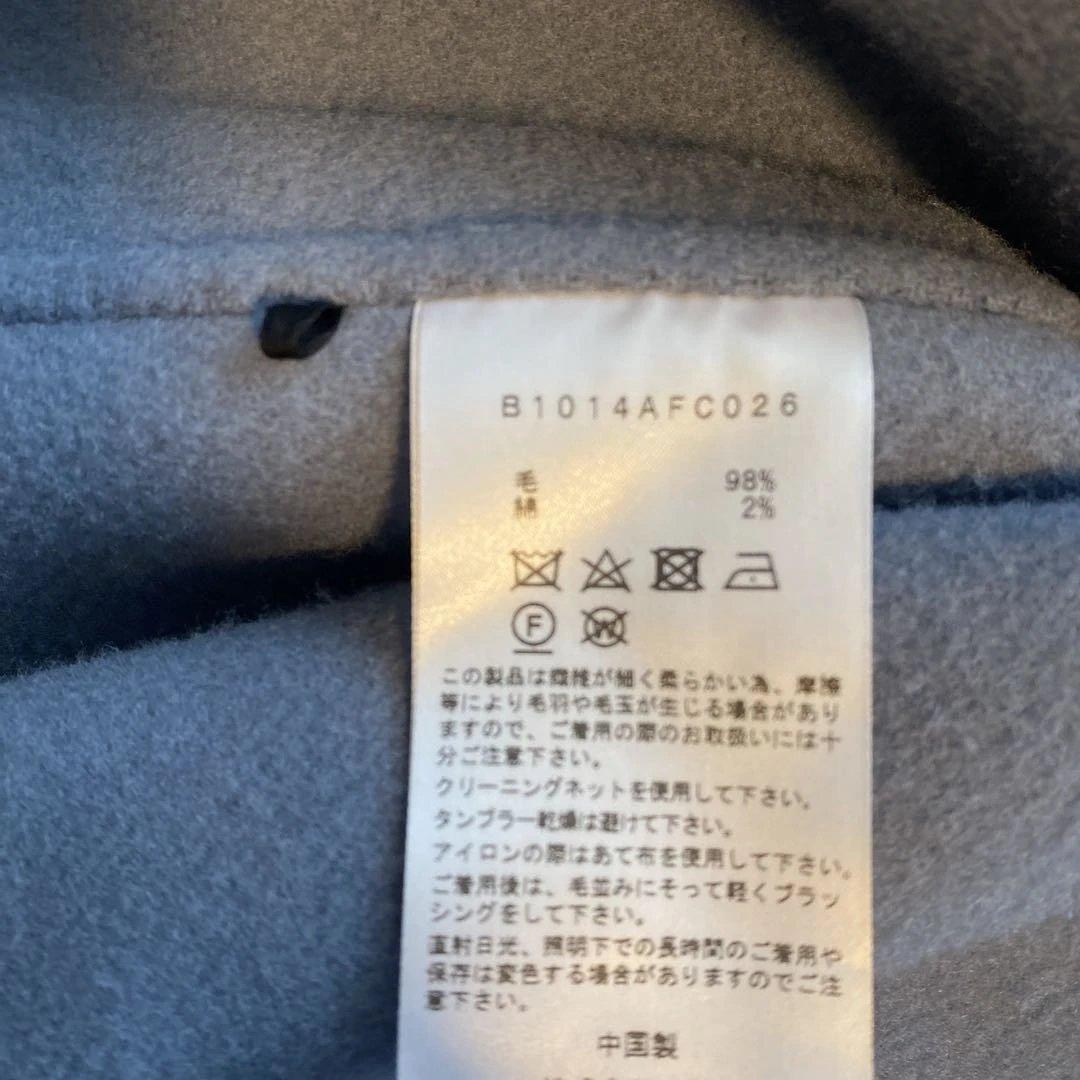 B1014AFC026
毛 98%
綿 2%
F
W
この製品は繊維が細く柔らかい為、摩擦
等により毛羽や毛玉が生じる場合があり
ますので、ご着用の際のお取扱いには十
分ご注意下さい。
クリーニングネットを使用して下さい。
タンブラー乾燥は避けて下さい。
アイロンの際はあて布を使用して下さい。
ご着用後は、毛並みにそって軽くブラッ
シングをして下さい。
直射日光、照明下での長時間のご着用や
保存は変色する場合がありますのでご注
意下さい。
中国製